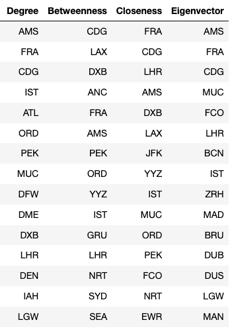 Degree Betweenness Closeness Eigenvector
AMS CDG FRA AMS
FRA LAX CDG FRA
CDG DXB LHR CDG
IST ANC AMS MUC
ATL FRA DXB FCO
ORD AMS LAX LHR
PEK PEK JFK BCN
MUC ORD YYZ IST
DFW YYZ IST ZRH
DME IST MUC MAD
DXB GRU ORD BRU
LHR LHR PEK DUB
DEN NRT FCO DUS
IAH SYD NRT LGW
LGW SEA EWR MAN